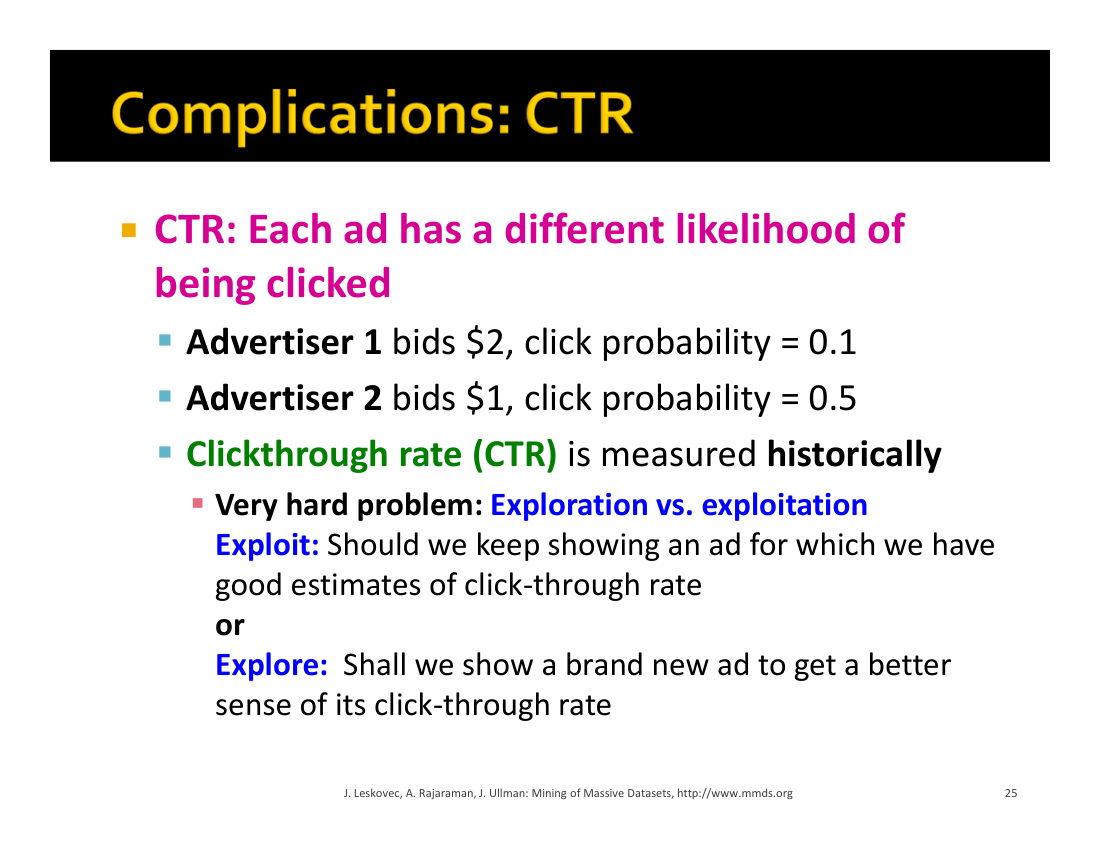 Complications: CTR
CTR: Each ad has a different likelihood of
being clicked
Advertiser 1 bids $2, click probability = 0.1
Advertiser 2 bids $1, click probability = 0.5
Clickthrough rate (CTR) is measured historically
Very hard problem: Exploration vs. exploitation
Exploit: Should we keep showing an ad for which we have
good estimates of click-through rate
or
Explore: Shall we show a brand new ad to get a better
sense of its click-through rate
J. Leskovec, A. Rajaraman, J. Ullman: Mining of Massive Datasets, http://www.mmds.org
25